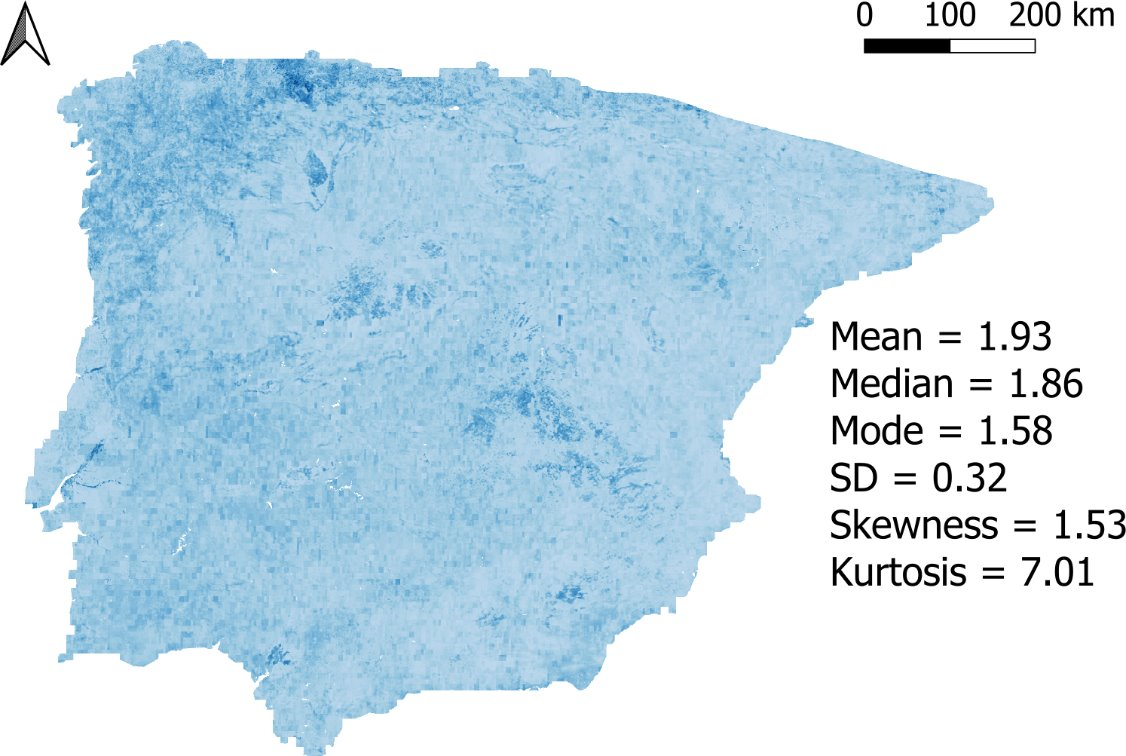 0 100 200 km
Mean = 1.93
Median = 1.86
Mode = 1.58
SD = 0.32
Skewness = 1.53
Kurtosis = 7.01